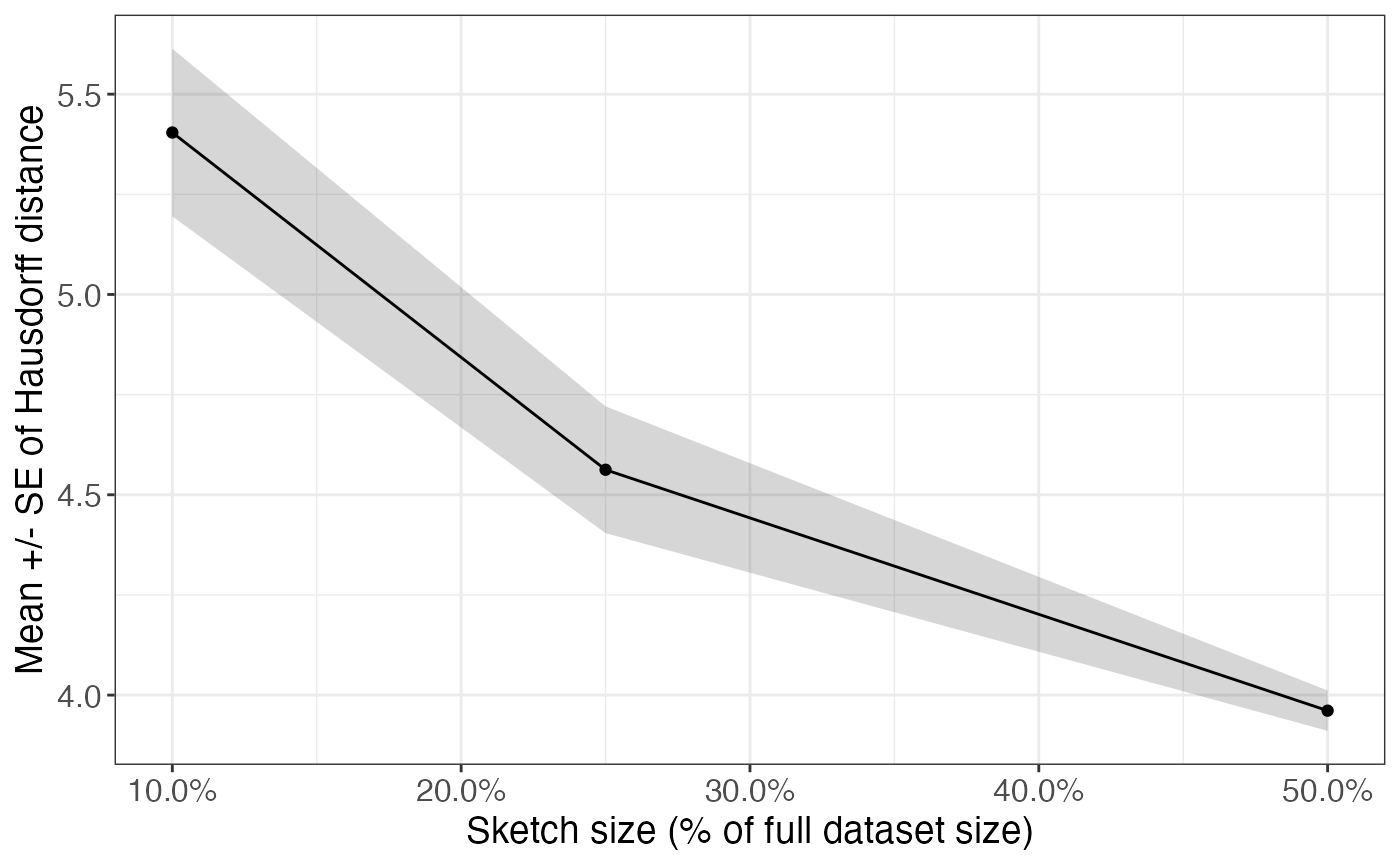 Mean +/- SE of Hausdorff distance
5.5
5.0
4.5
4.0
10.0% 20.0% 30.0% 40.0% 50.0%
Sketch size (% of full dataset size)